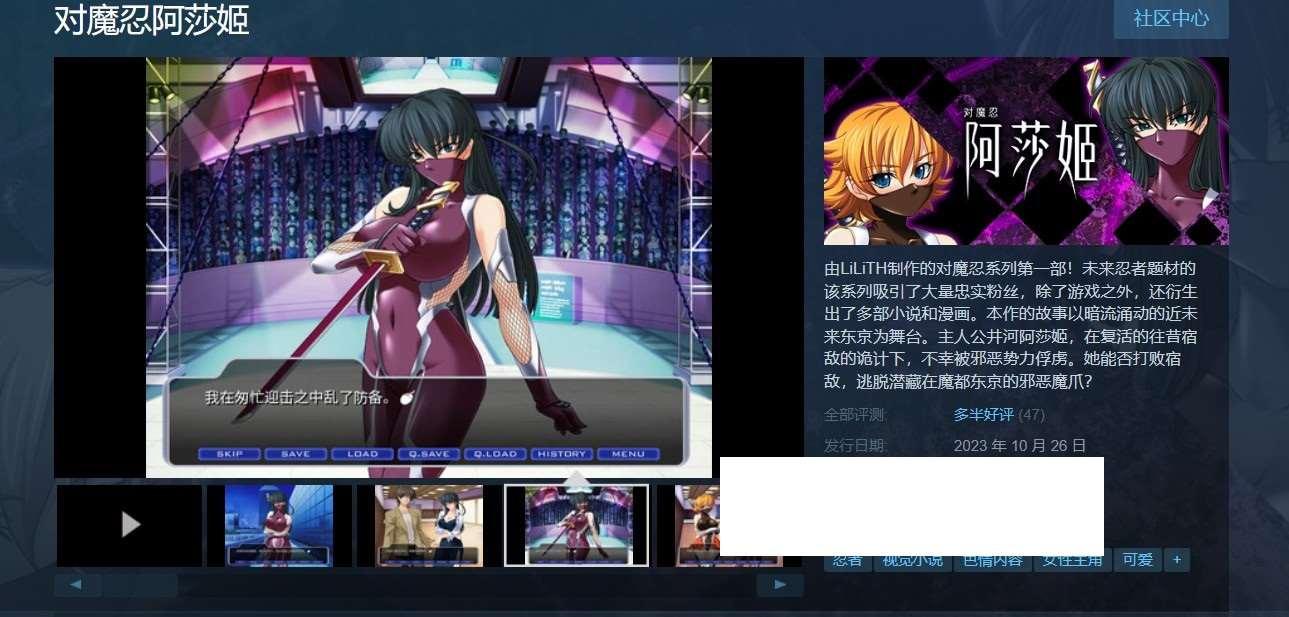 对魔忍阿莎姬
社区中心
我在匆忙迎击之中乱了防备。
SKIP
SAVE
LOAD
Q.SAVE
Q.LOAD
HISTORY
MENU
对魔忍
阿莎姬
由LiLiTH制作的对魔忍系列第一部！未来忍者题材的
该系列吸引了大量忠实粉丝，除了游戏之外，还衍生
出了多部小说和漫画。本作的故事以暗流涌动的近未
来东京为舞台。主人公井河阿莎姬，在复活的往昔宿
敌的诡计下，不幸被邪恶势力俘虏。她能否打败宿
敌，逃脱潜藏在魔都东京的邪恶魔爪？
全部评测:
多半好评 (47)
发行日期:
2023 年 10 月 26 日
忍者
视觉小说
色情内容
女性主角
可爱
+